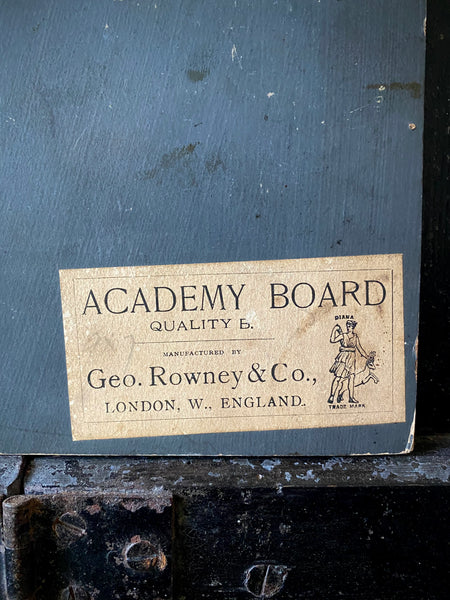 ACADEMY BOARD
QUALITY B.
MANUFACTURED BY
Geo. Rowney & Co.,
LONDON, W., ENGLAND.
DIANA
TRADE MARK